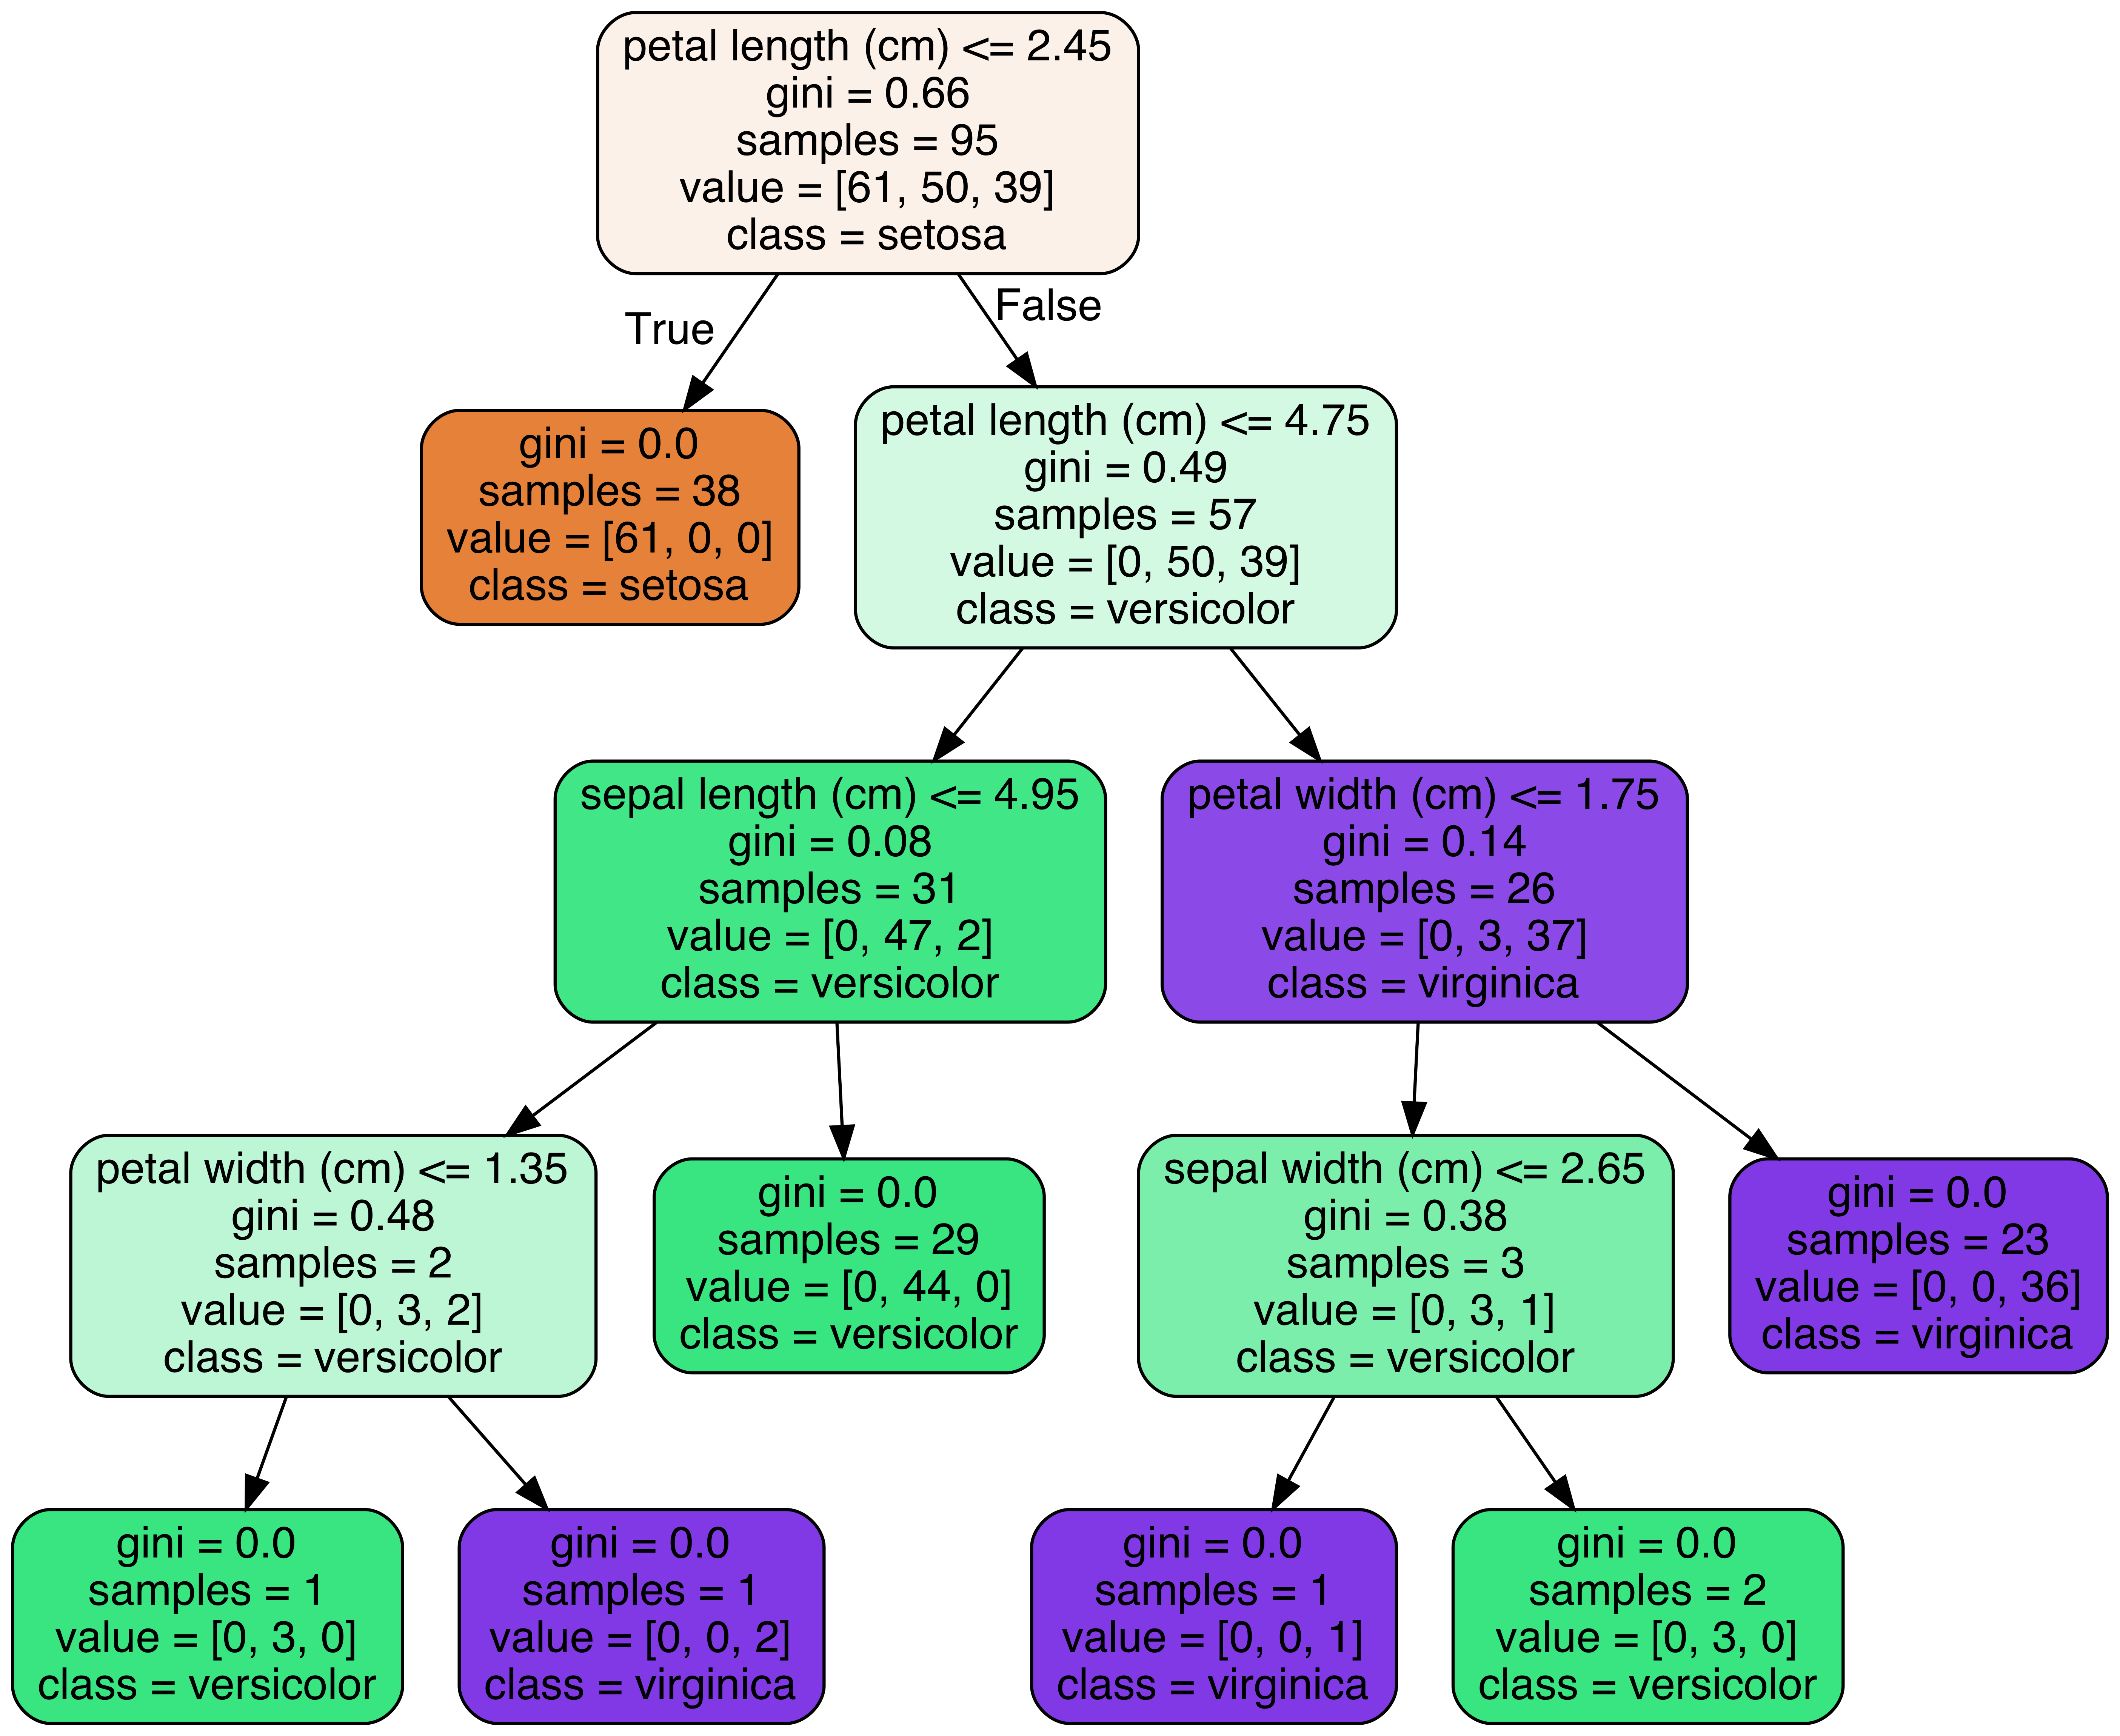 petal length (cm) <= 2.45
gini = 0.66
samples = 95
value = [61, 50, 39]
class = setosa
True
False
gini = 0.0
samples = 38
value = [61, 0, 0]
class = setosa
petal length (cm) <= 4.75
gini = 0.49
samples = 57
value = [0, 50, 39]
class = versicolor
sepal length (cm) <= 4.95
gini = 0.08
samples = 31
value = [0, 47, 2]
class = versicolor
petal width (cm) <= 1.75
gini = 0.14
samples = 26
value = [0, 3, 37]
class = virginica
petal width (cm) <= 1.35
gini = 0.48
samples = 2
value = [0, 3, 2]
class = versicolor
gini = 0.0
samples = 29
value = [0, 44, 0]
class = versicolor
sepal width (cm) <= 2.65
gini = 0.38
samples = 3
value = [0, 3, 1]
class = versicolor
gini = 0.0
samples = 23
value = [0, 0, 36]
class = virginica
gini = 0.0
samples = 1
value = [0, 3, 0]
class = versicolor
gini = 0.0
samples = 1
value = [0, 0, 2]
class = virginica
gini = 0.0
samples = 1
value = [0, 0, 1]
class = virginica
gini = 0.0
samples = 2
value = [0, 3, 0]
class = versicolor